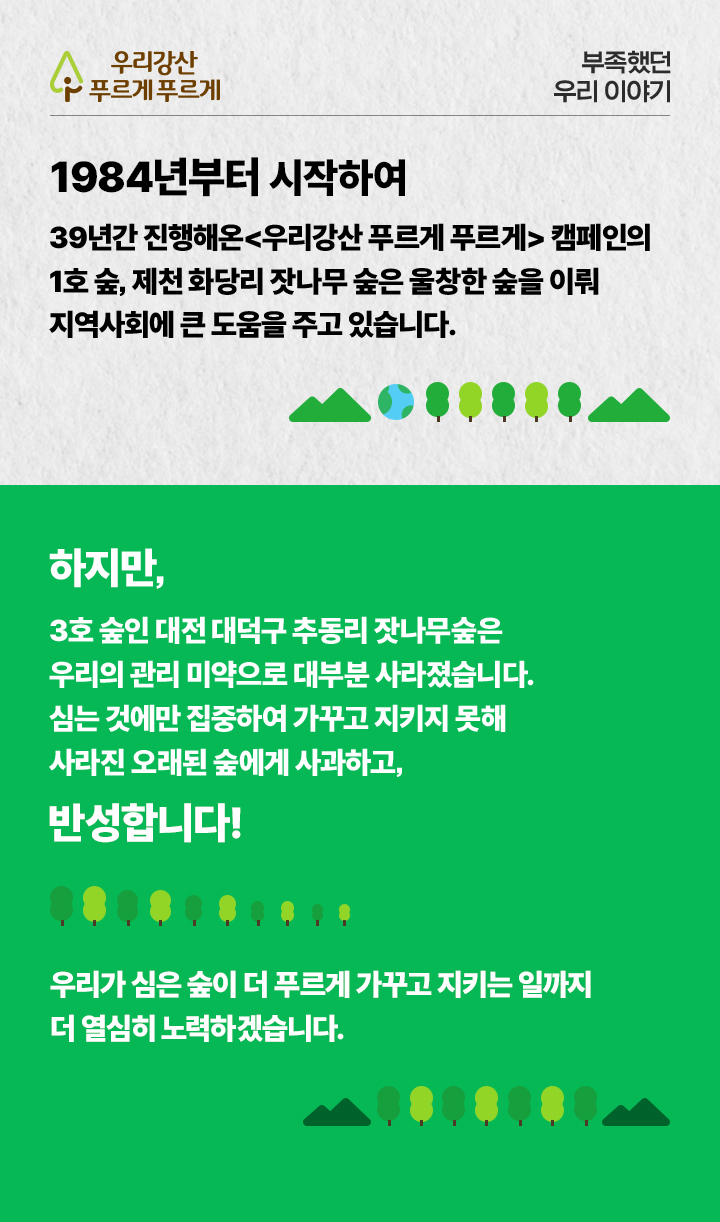 우리강산
푸르게 푸르게
부족했던
우리 이야기
1984년부터 시작하여
39년간 진행해온<우리강산 푸르게 푸르게> 캠페인의
1호 숲, 제천 화당리 잣나무 숲은 울창한 숲을 이뤄
지역사회에 큰 도움을 주고 있습니다.
하지만,
3호 숲인 대전 대덕구 추동리 잣나무숲은
우리의 관리 미약으로 대부분 사라졌습니다.
심는 것에만 집중하여 가꾸고 지키지 못해
사라진 오래된 숲에게 사과하고,
반성합니다!
우리가 심은 숲이 더 푸르게 가꾸고 지키는 일까지
더 열심히 노력하겠습니다.